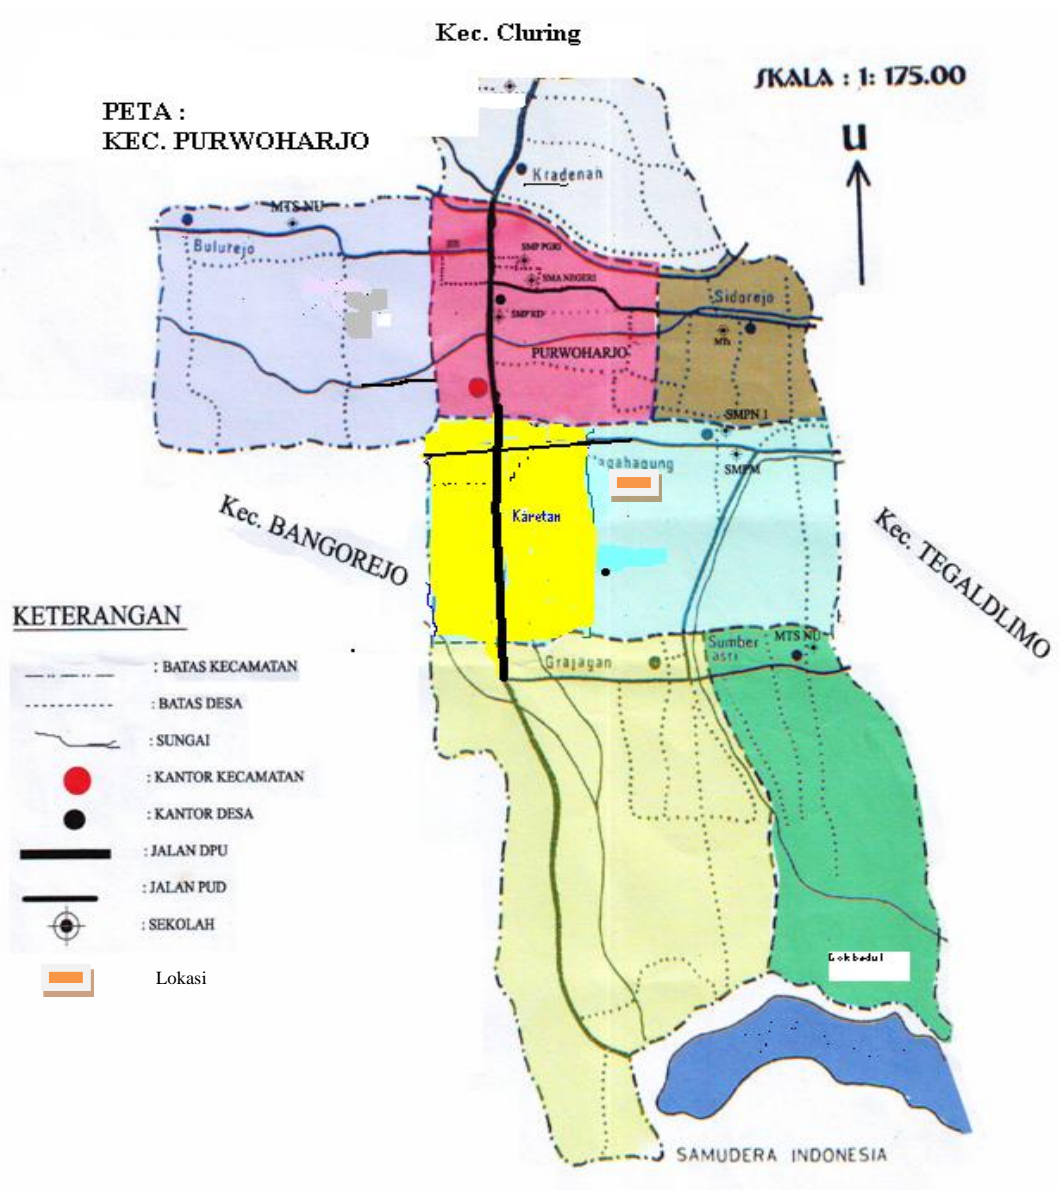 Kec. Cluring
SKALA : 1: 175.00
PETA :
KEC. PURWOHARJO
U
Kradenan
MTS NU
Bulurejo
SMP PGRI
SMA NEGERI
Sidorejo
SMP KD
MTs
PURWOHARJO
SMPN 1
SMPM
Karetan
Kec. BANGOREJO
Kec. TEGALDLIMO
KETERANGAN
MTS NU
Sumber
asri
Grajagan
: BATAS KECAMATAN
: BATAS DESA
: SUNGAI
: KANTOR KECAMATAN
: KANTOR DESA
: JALAN DPU
: JALAN PUD
: SEKOLAH
Lokasi
SAMUDERA INDONESIA